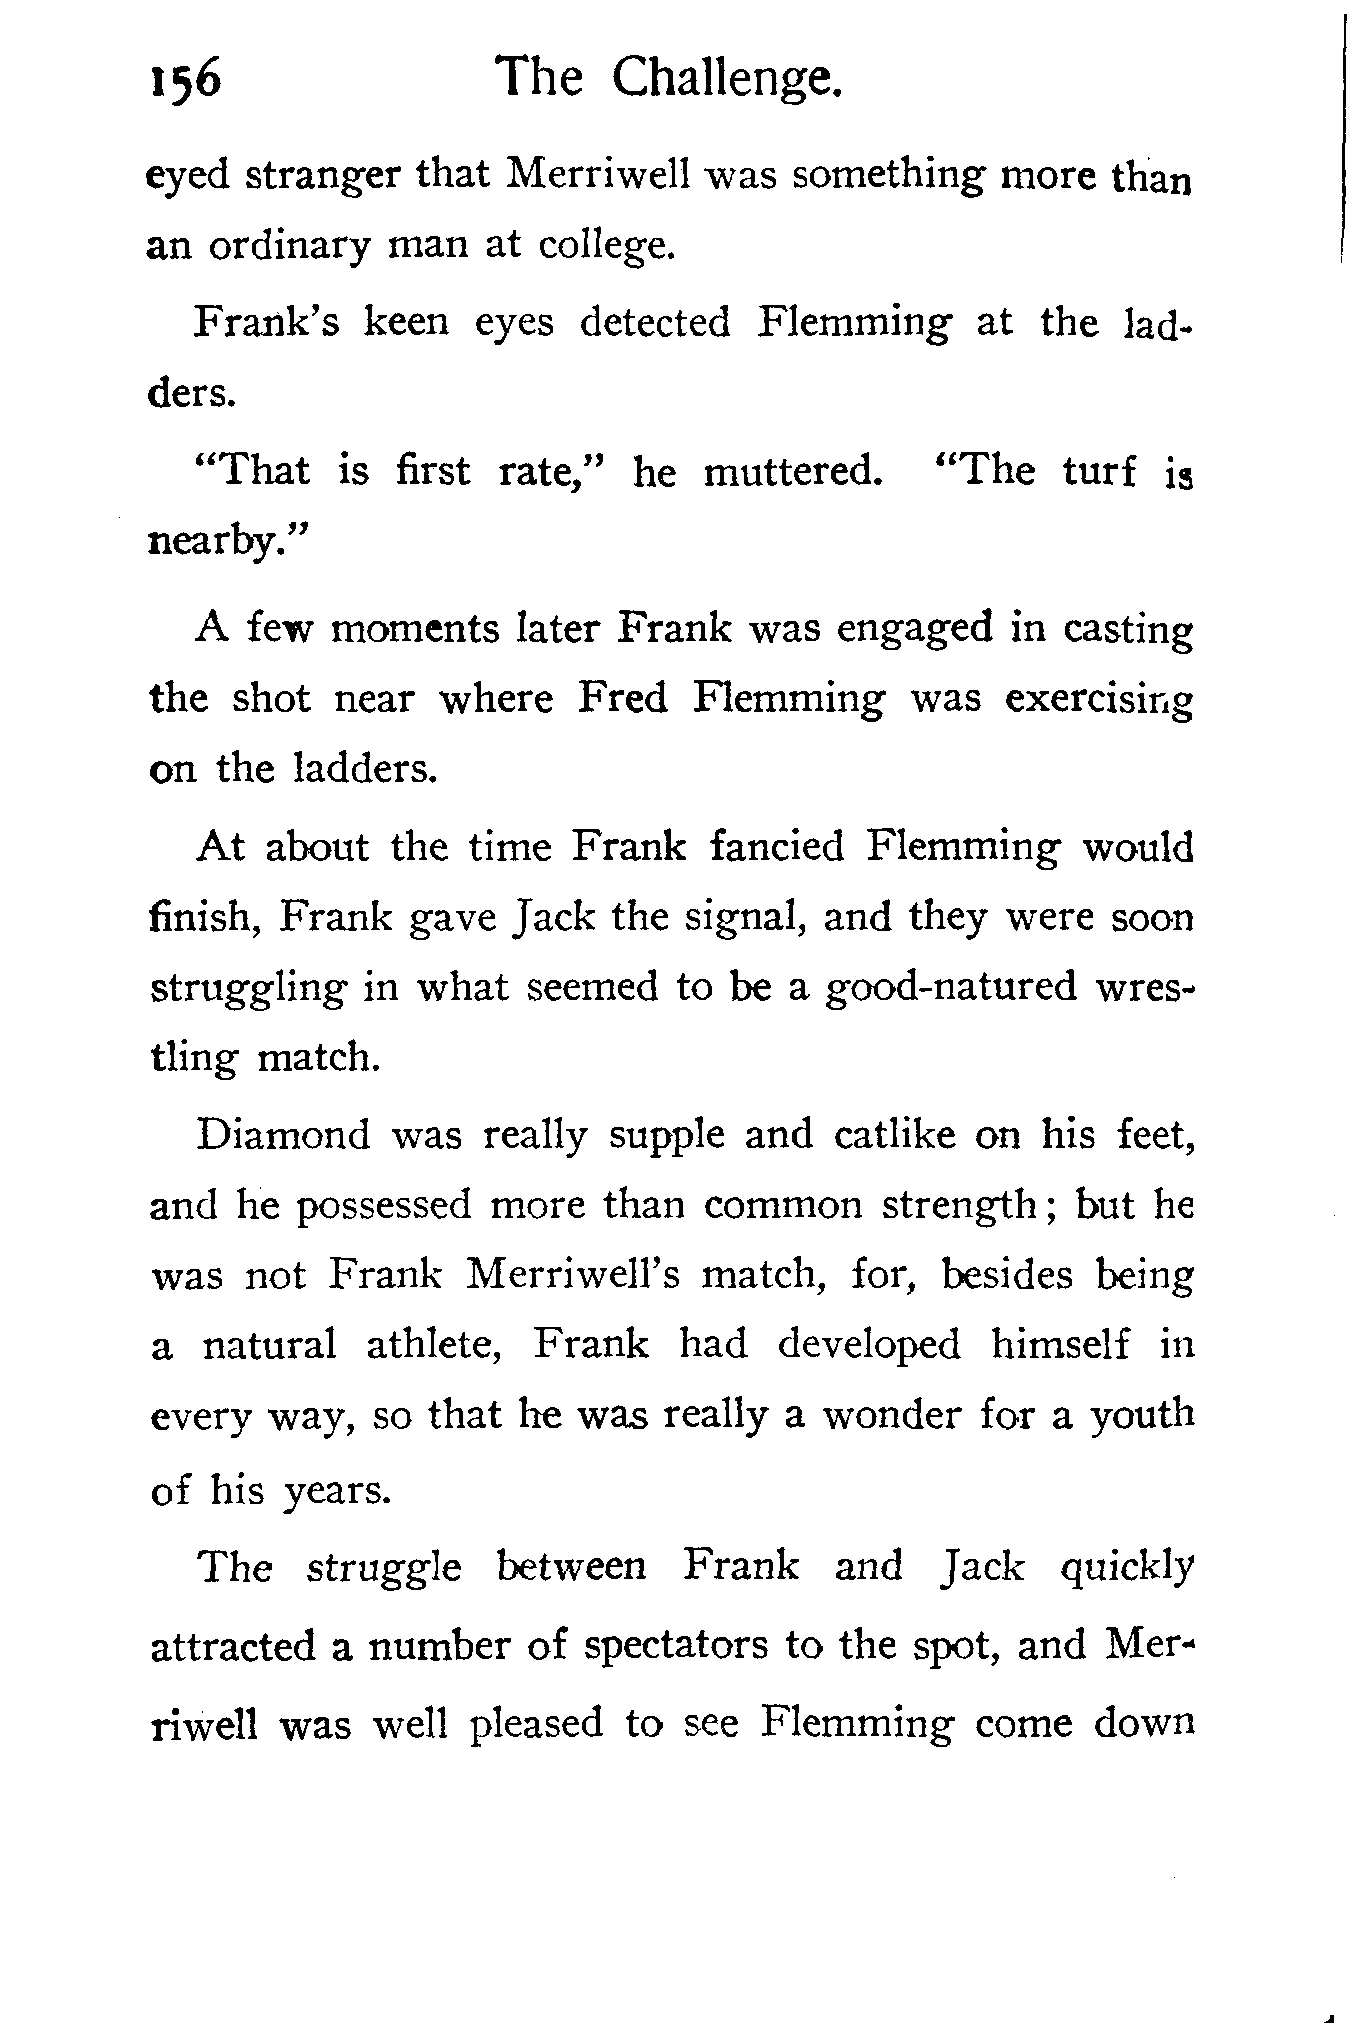 156 The Challenge.
eyed stranger that Merriwell was something more than
an ordinary man at college.
Frank's keen eyes detected Flemming at the lad-
ders.
"That is first rate," he muttered. "The turf is
nearby."
A few moments later Frank was engaged in casting
the shot near where Fred Flemming was exercising
on the ladders.
At about the time Frank fancied Flemming would
finish, Frank gave Jack the signal, and they were soon
struggling in what seemed to be a good-natured wres-
tling match.
Diamond was really supple and catlike on his feet,
and he possessed more than common strength; but he
was not Frank Merriwell's match, for, besides being
a natural athlete, Frank had developed himself in
every way, so that he was really a wonder for a youth
of his years.
The struggle between Frank and Jack quickly
attracted a number of spectators to the spot, and Mer-
riwell was well pleased to see Flemming come down